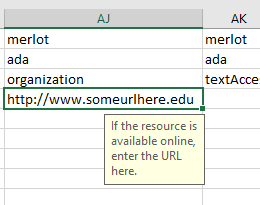 AJ AK
merlot merlot
ada ada
organization textAcces
http://www.someurlhere.edu
If the resource is
available online,
enter the URL
here.